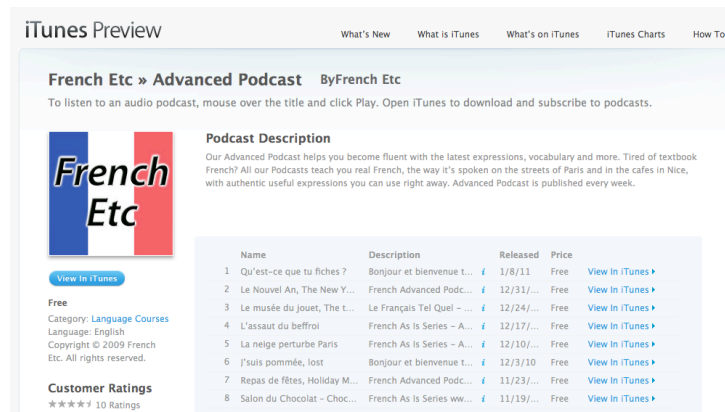 iTunes Preview
What's New What is iTunes What's on iTunes iTunes Charts How To
French Etc » Advanced Podcast ByFrench Etc
To listen to an audio podcast, mouse over the title and click Play. Open iTunes to download and subscribe to podcasts.
French
Etc
View In iTunes
Free
Category: Language Courses
Language: English
Copyright © 2009 French
Etc. All rights reserved.
Customer Ratings
10 Ratings
Podcast Description
Our Advanced Podcast helps you become fluent with the latest expressions, vocabulary and more. Tired of textbook
French? All our Podcasts teach you real French, the way it's spoken on the streets of Paris and in the cafes in Nice,
with authentic useful expressions you can use right away. Advanced Podcast is published every week.
Name Description Released Price
1 Qu'est-ce que tu fiches ? Bonjour et bienvenue t... i 1/8/11 Free View In iTunes
2 Le Nouvel An, The New Y... French Advanced Podc... i 12/31/... Free View In iTunes
3 Le musée du jouet, The t... Le Français Tel Quel – ... i 12/24/... Free View In iTunes
4 L'assaut du beffroi French As Is Series – A... i 12/17/... Free View In iTunes
5 La neige perturbe Paris French As Is Series – A... i 12/10/... Free View In iTunes
6 J'suis pommée, lost Bonjour et bienvenue t... i 12/3/10 Free View In iTunes
7 Repas de fêtes, Holiday M... French Advanced Podc... i 11/23/... Free View In iTunes
8 Salon du Chocolat – Choc... French As Is Series ww... i 11/19/... Free View In iTunes